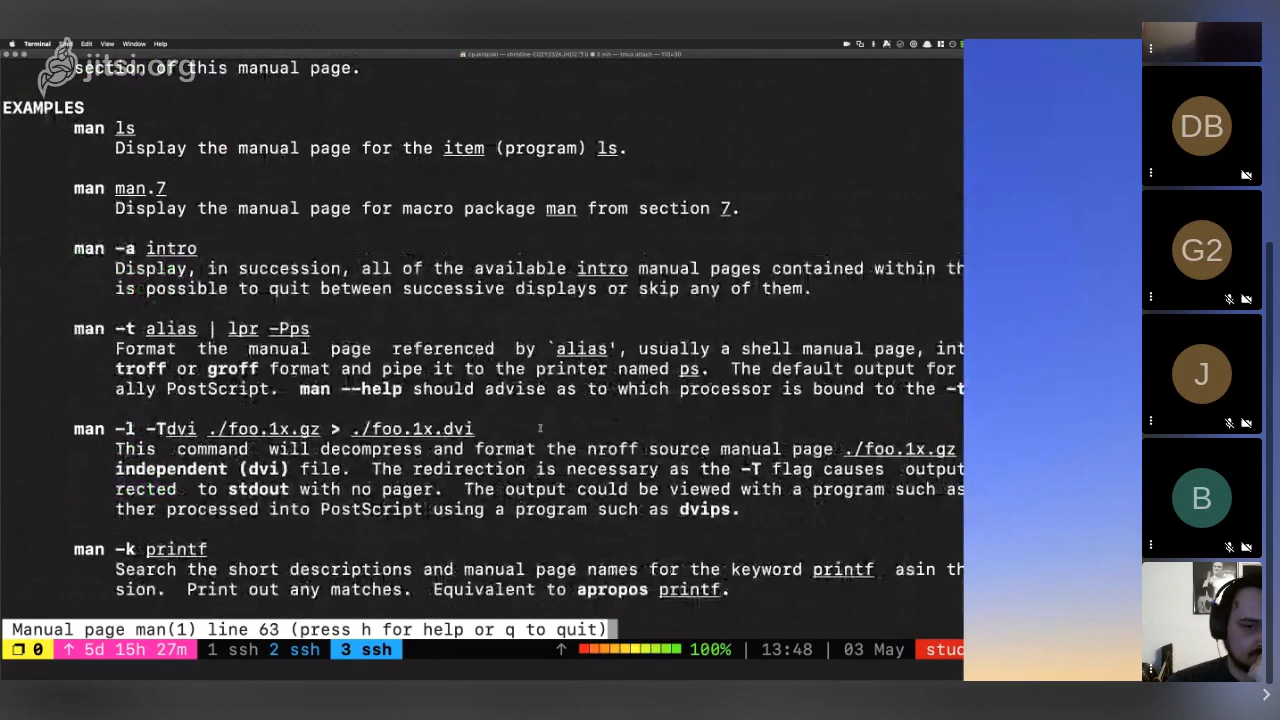 Terminal Edit View Window Help
jitsi.org
section of this manual page.
EXAMPLES
man ls
Display the manual page for the item (program) ls.
man man.7
Display the manual page for macro package man from section 7.
man -a intro
Display, in succession, all of the available intro manual pages contained within th
is possible to quit between successive displays or skip any of them.
man -t alias | lpr -Pps
Format the manual page referenced by `alias', usually a shell manual page, int
troff or groff format and pipe it to the printer named ps. The default output for
ally PostScript. man --help should advise as to which processor is bound to the -t
man -l -Tdvi ./foo.1x.gz > ./foo.1x.dvi
This command will decompress and format the nroff source manual page ./foo.1x.gz
independent (dvi) file. The redirection is necessary as the -T flag causes output
rected to stdout with no pager. The output could be viewed with a program such as
ther processed into PostScript using a program such as dvips.
man -k printf
Search the short descriptions and manual page names for the keyword printf asin th
sion. Print out any matches. Equivalent to apropos printf.
Manual page man(1) line 63 (press h for help or q to quit)
0 ↑ 5d 15h 27m 1 ssh 2 ssh 3 ssh ↑ 100% | 13:48 | 03 May stud
DB
G2
J
B